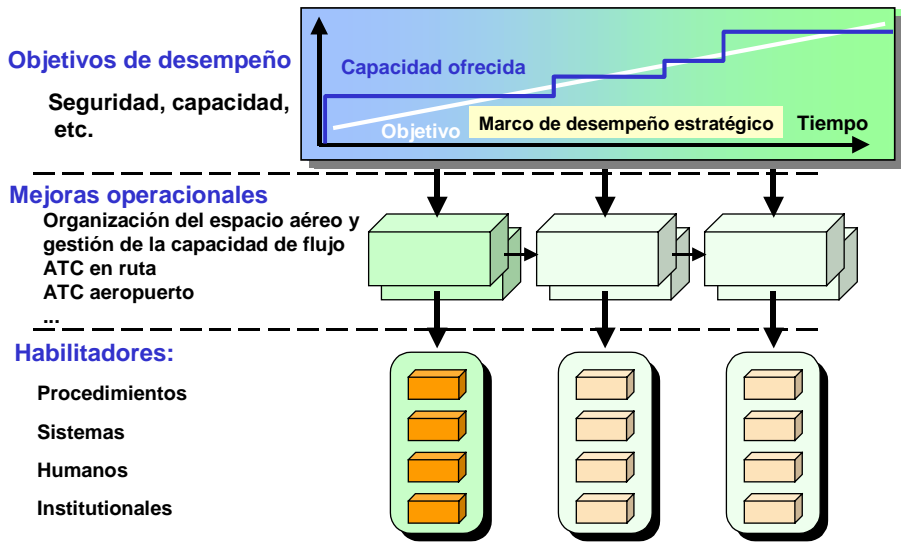 Objetivos de desempeño
Seguridad, capacidad,
etc.
Capacidad ofrecida
Objetivo
Marco de desempeño estratégico
Tiempo
Mejoras operacionales
Organización del espacio aéreo y
gestión de la capacidad de flujo
ATC en ruta
ATC aeropuerto
...
Habilitadores:
Procedimientos
Sistemas
Humanos
Institutionales